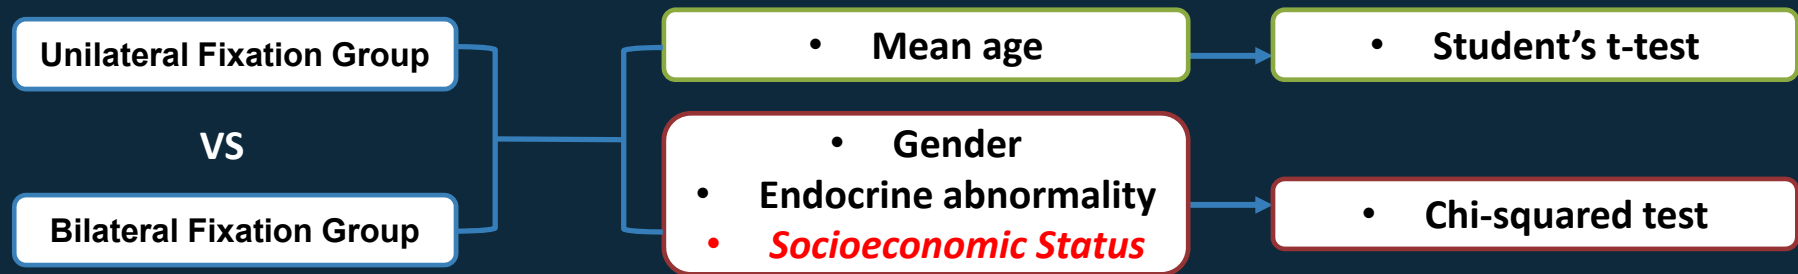 Unilateral Fixation Group
VS
Bilateral Fixation Group
• Mean age
• Gender
• Endocrine abnormality
• Socioeconomic Status
• Student’s t-test
• Chi-squared test